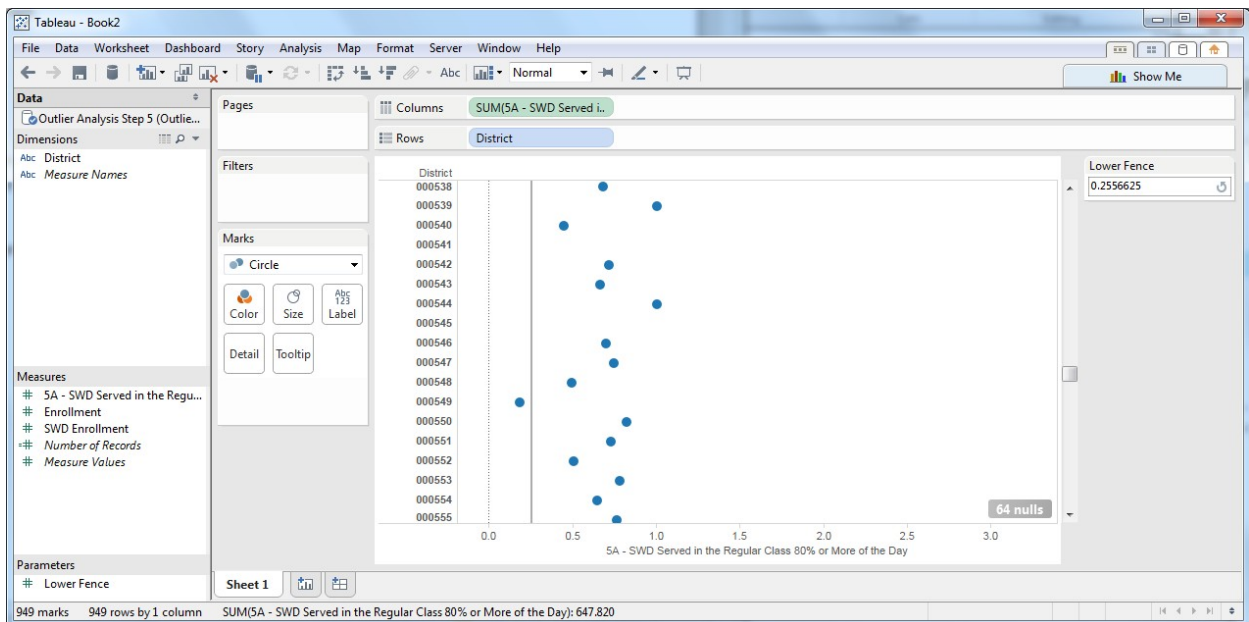 Tableau - Book2
File Data Worksheet Dashboard Story Analysis Map Format Server Window Help
Abc Normal Show Me
Data
Outlier Analysis Step 5 (Outlie...
Dimensions
Abc District
Abc Measure Names
Measures
# 5A - SWD Served in the Regu...
# Enrollment
# SWD Enrollment
=# Number of Records
# Measure Values
Parameters
# Lower Fence
Pages
Filters
Marks
Circle
Color
Size
Abc
123
Label
Detail
Tooltip
Columns SUM(5A - SWD Served i..
Rows District
District
000538
000539
000540
000541
000542
000543
000544
000545
000546
000547
000548
000549
000550
000551
000552
000553
000554
000555
64 nulls
0.0 0.5 1.0 1.5 2.0 2.5 3.0
5A - SWD Served in the Regular Class 80% or More of the Day
Lower Fence
0.2556625
Sheet 1
949 marks 949 rows by 1 column SUM(5A - SWD Served in the Regular Class 80% or More of the Day): 647.820